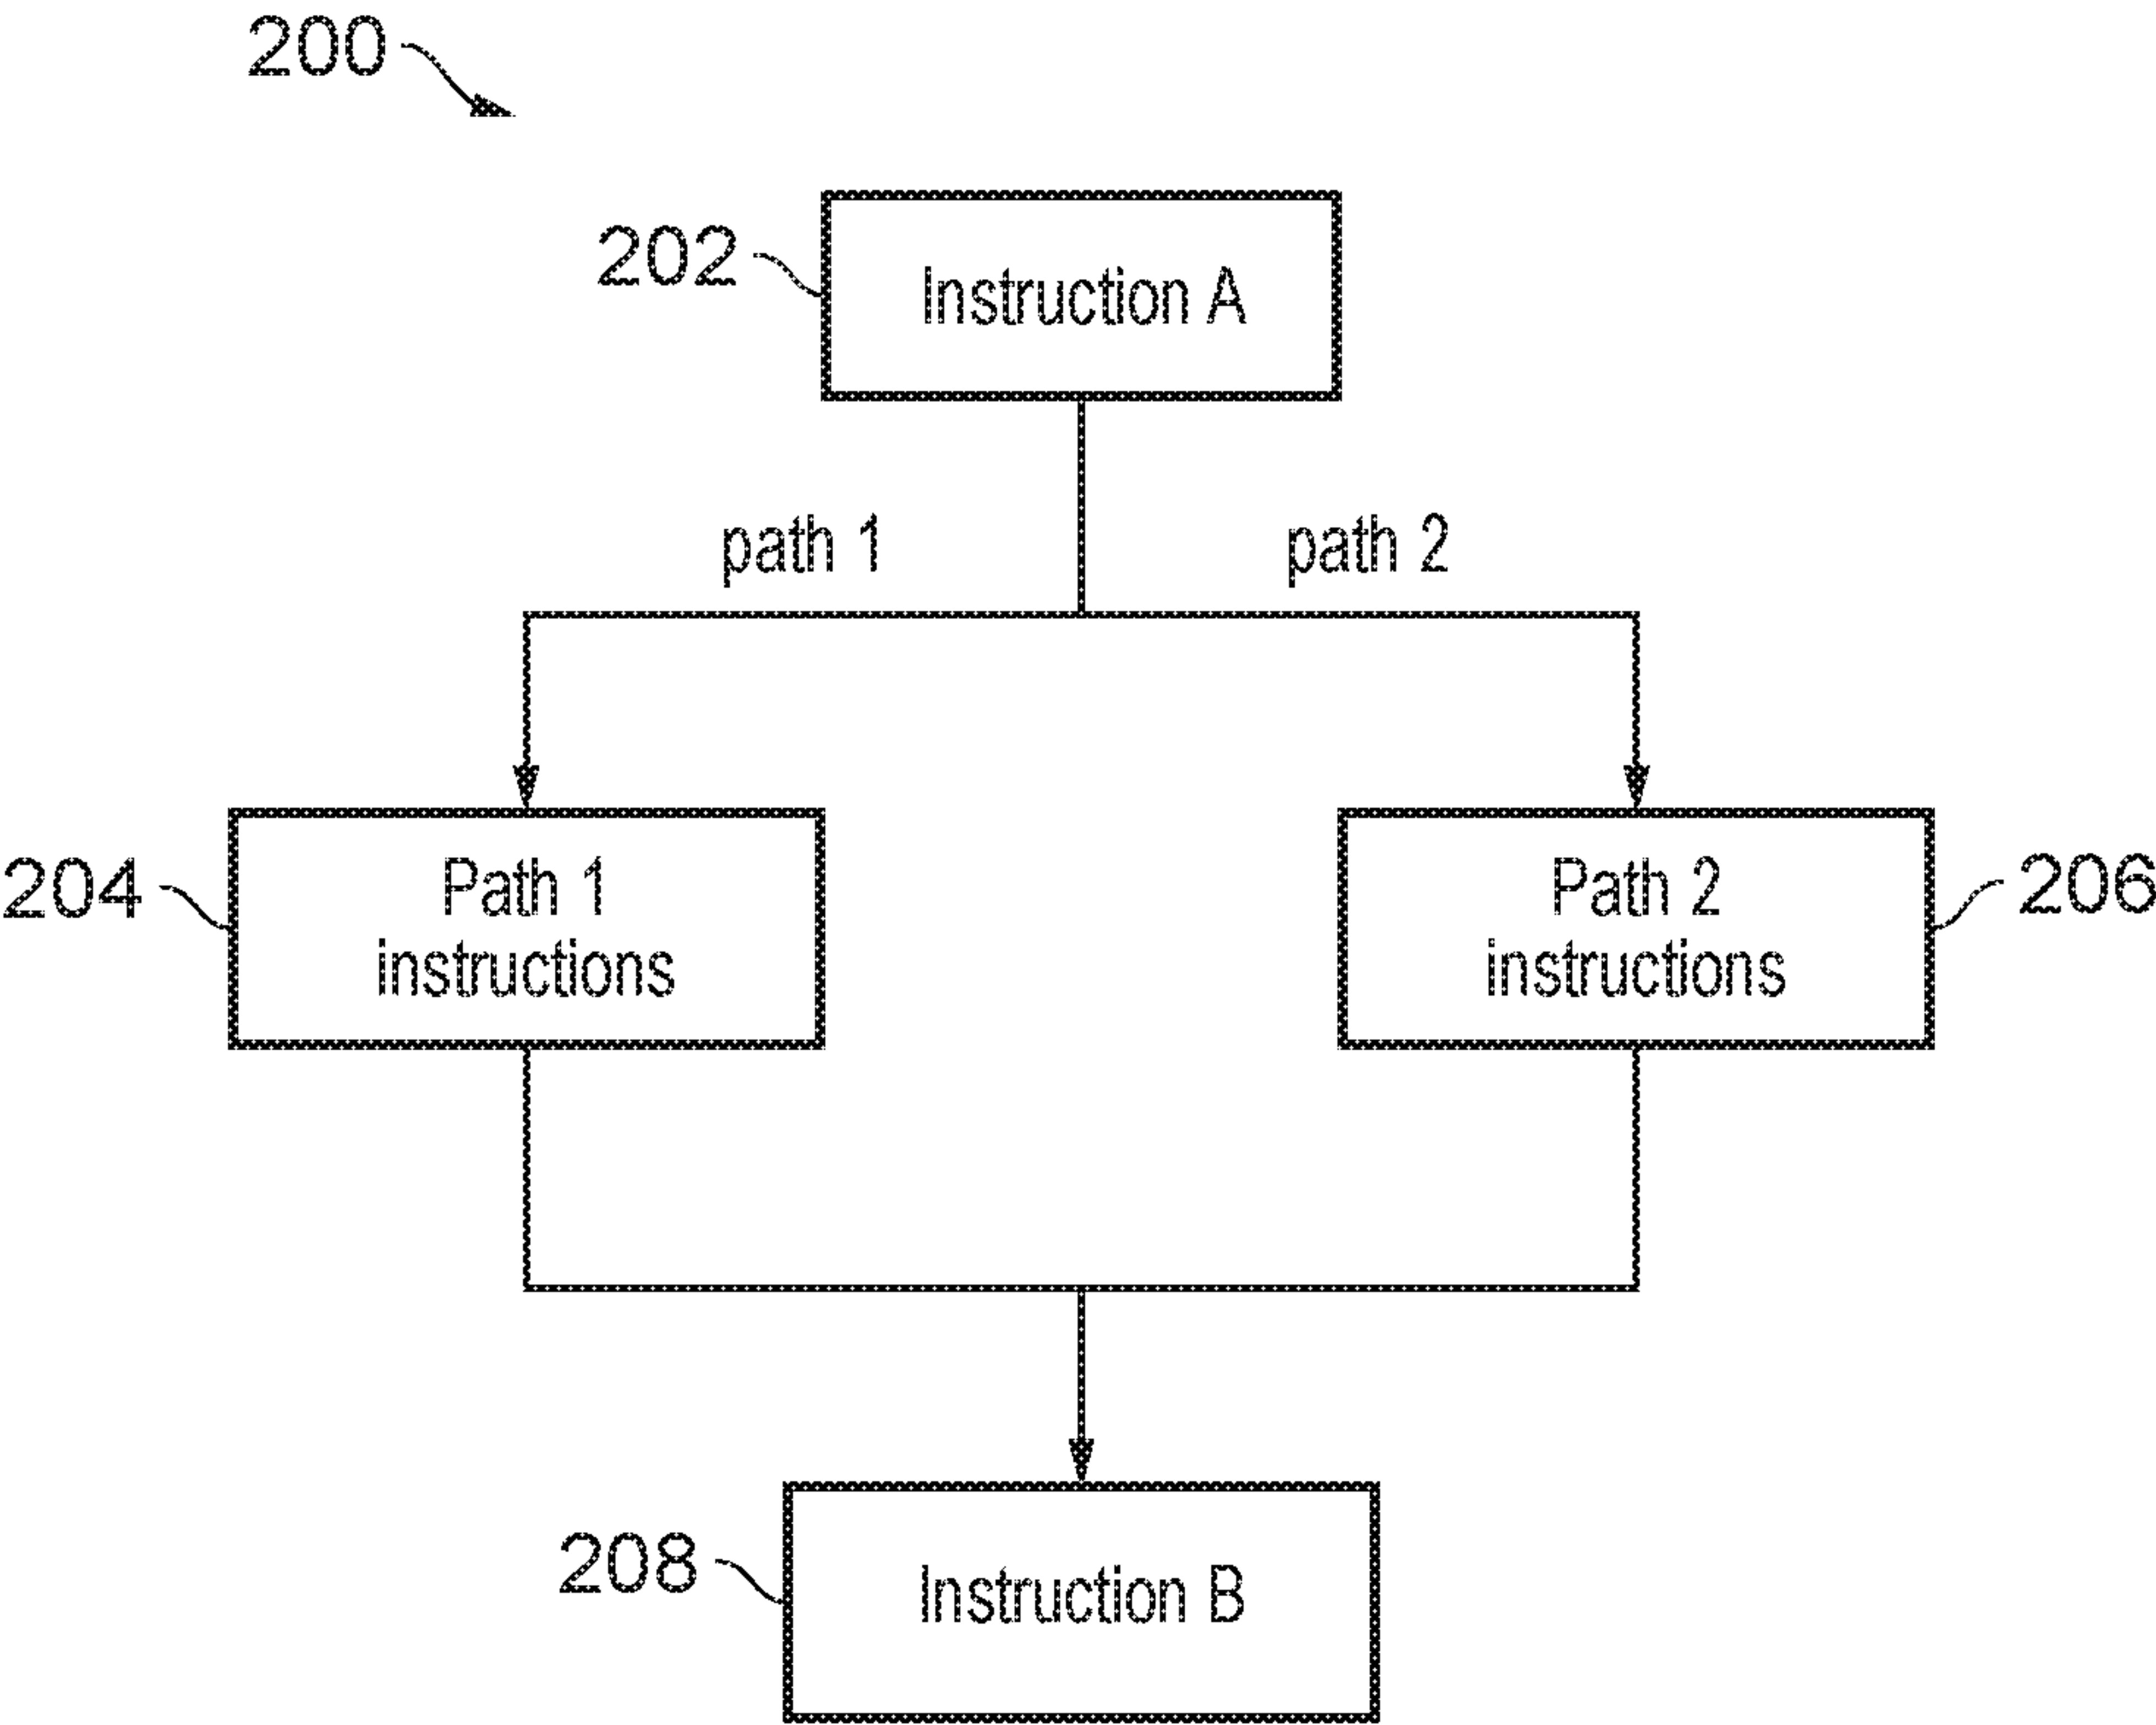 200
202
Instruction A
path 1
path 2
204
Path 1
instructions
Path 2
instructions
206
208
Instruction B